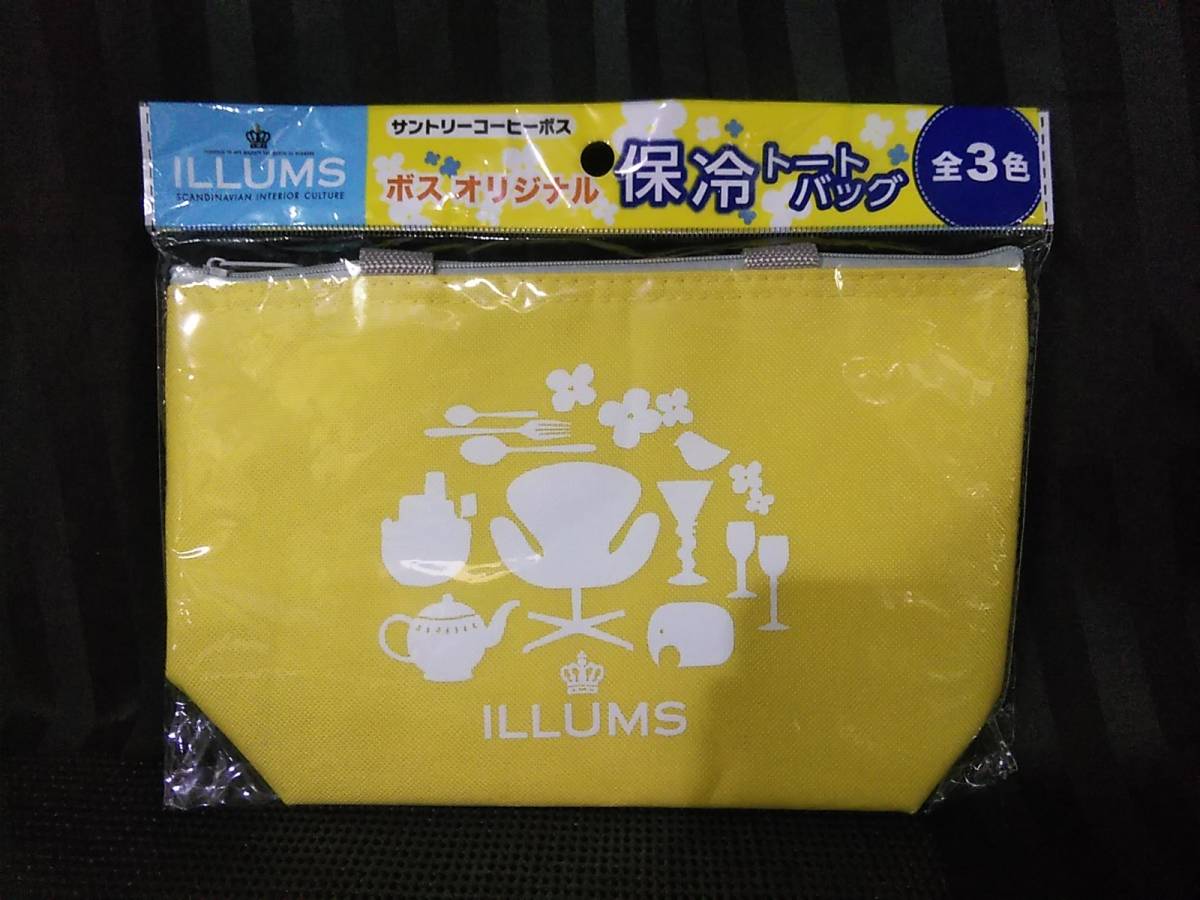 ILLUMS
SCANDINAVIAN INTERIOR CULTURE
サントリーコーヒーボス
ボス オリジナル
保冷トートバッグ
全3色
ILLUMS